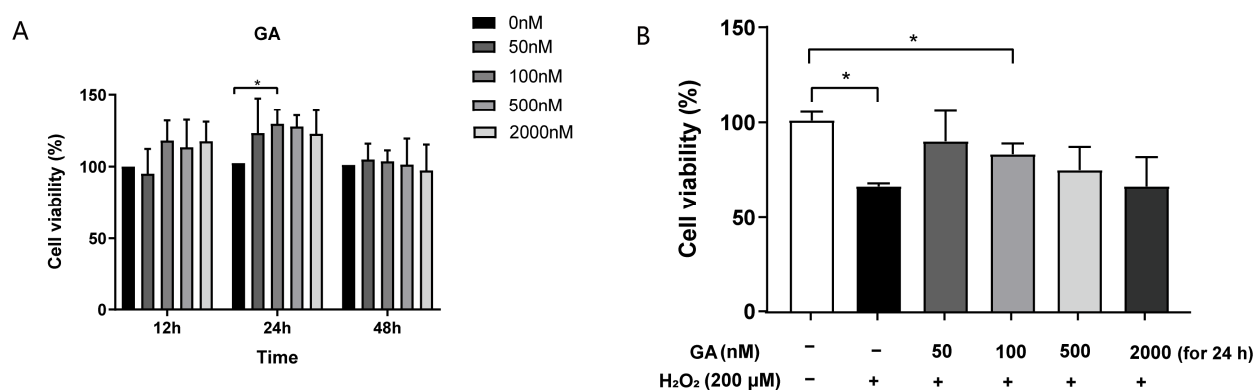 A
GA
0nM
50nM
100nM
500nM
2000nM
*
150
100
50
0
Cell viability (%)
12h 24h 48h
Time
B
*
*
150
100
50
0
Cell viability (%)
GA (nM) − − 50 100 500 2000 (for 24 h)
H₂O₂ (200 μM) − + + + + +